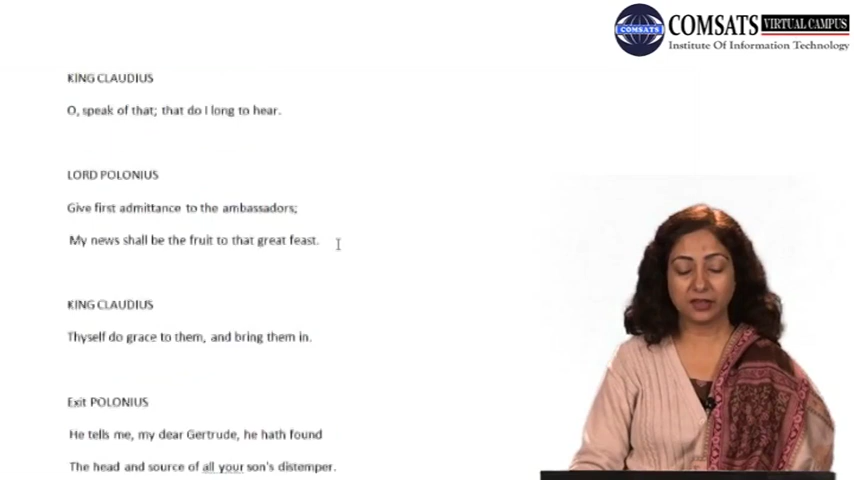 COMSATS
COMSATS VIRTUAL CAMPUS
Institute Of Information Technology
KING CLAUDIUS
O, speak of that; that do I long to hear.
LORD POLONIUS
Give first admittance to the ambassadors;
My news shall be the fruit to that great feast.
KING CLAUDIUS
Thyself do grace to them, and bring them in.
Exit POLONIUS
He tells me, my dear Gertrude, he hath found
The head and source of all your son's distemper.